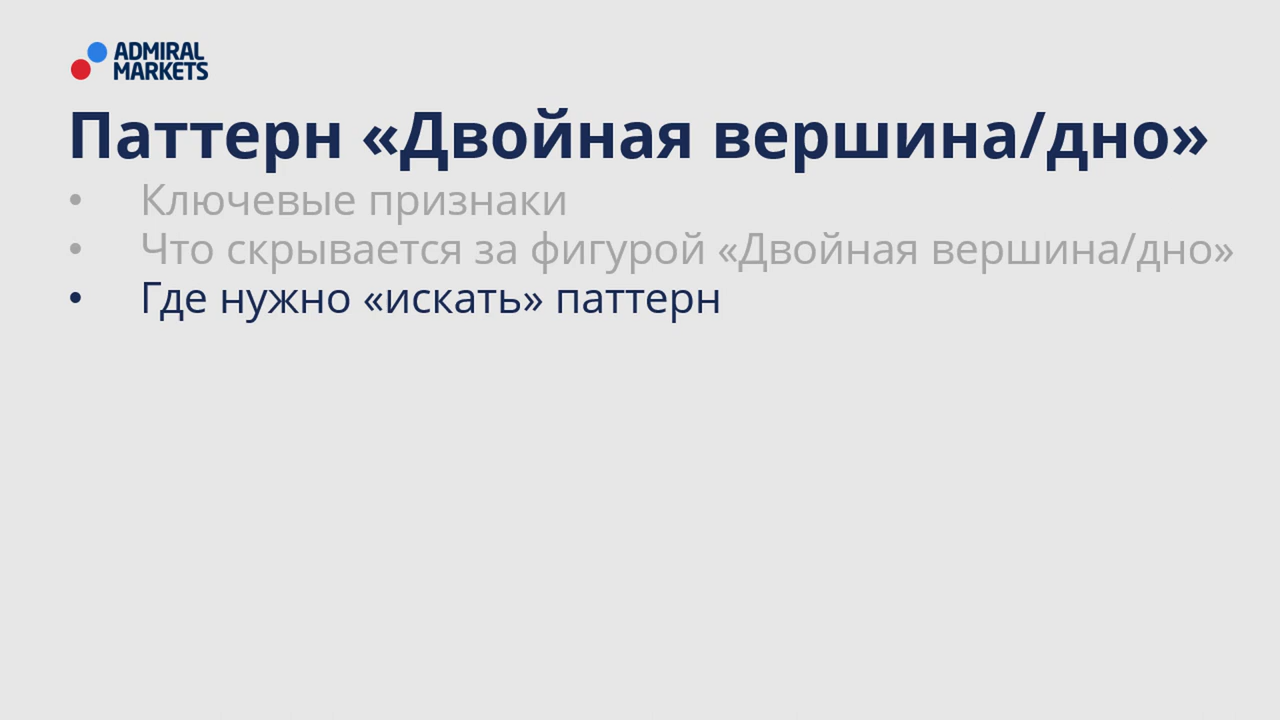 ADMIRAL
MARKETS
Паттерн «Двойная вершина/дно»
• Ключевые признаки
• Что скрывается за фигурой «Двойная вершина/дно»
• Где нужно «искать» паттерн